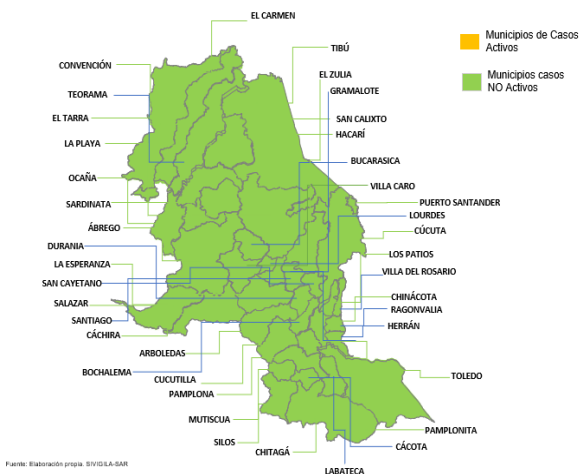 EL CARMEN
Municipios de Casos
Activos
Municipios casos
NO Activos
TIBÚ
CONVENCIÓN
EL ZULIA
TEORAMA
GRAMALOTE
EL TARRA
SAN CALIXTO
HACARÍ
LA PLAYA
BUCARASICA
OCAÑA
VILLA CARO
SARDINATA
PUERTO SANTANDER
LOURDES
ÁBREGO
CÚCUTA
DURANIA
LOS PATIOS
LA ESPERANZA
VILLA DEL ROSARIO
SAN CAYETANO
CHINÁCOTA
SALAZAR
RAGONVALIA
SANTIAGO
HERRÁN
CÁCHIRA
ARBOLEDAS
BOCHALEMA
TOLEDO
CUCUTILLA
PAMPLONA
MUTISCUA
PAMPLONITA
SILOS
CÁCOTA
CHITAGÁ
LABATECA
Fuente: Elaboración propia. SIVIGILA-SAR